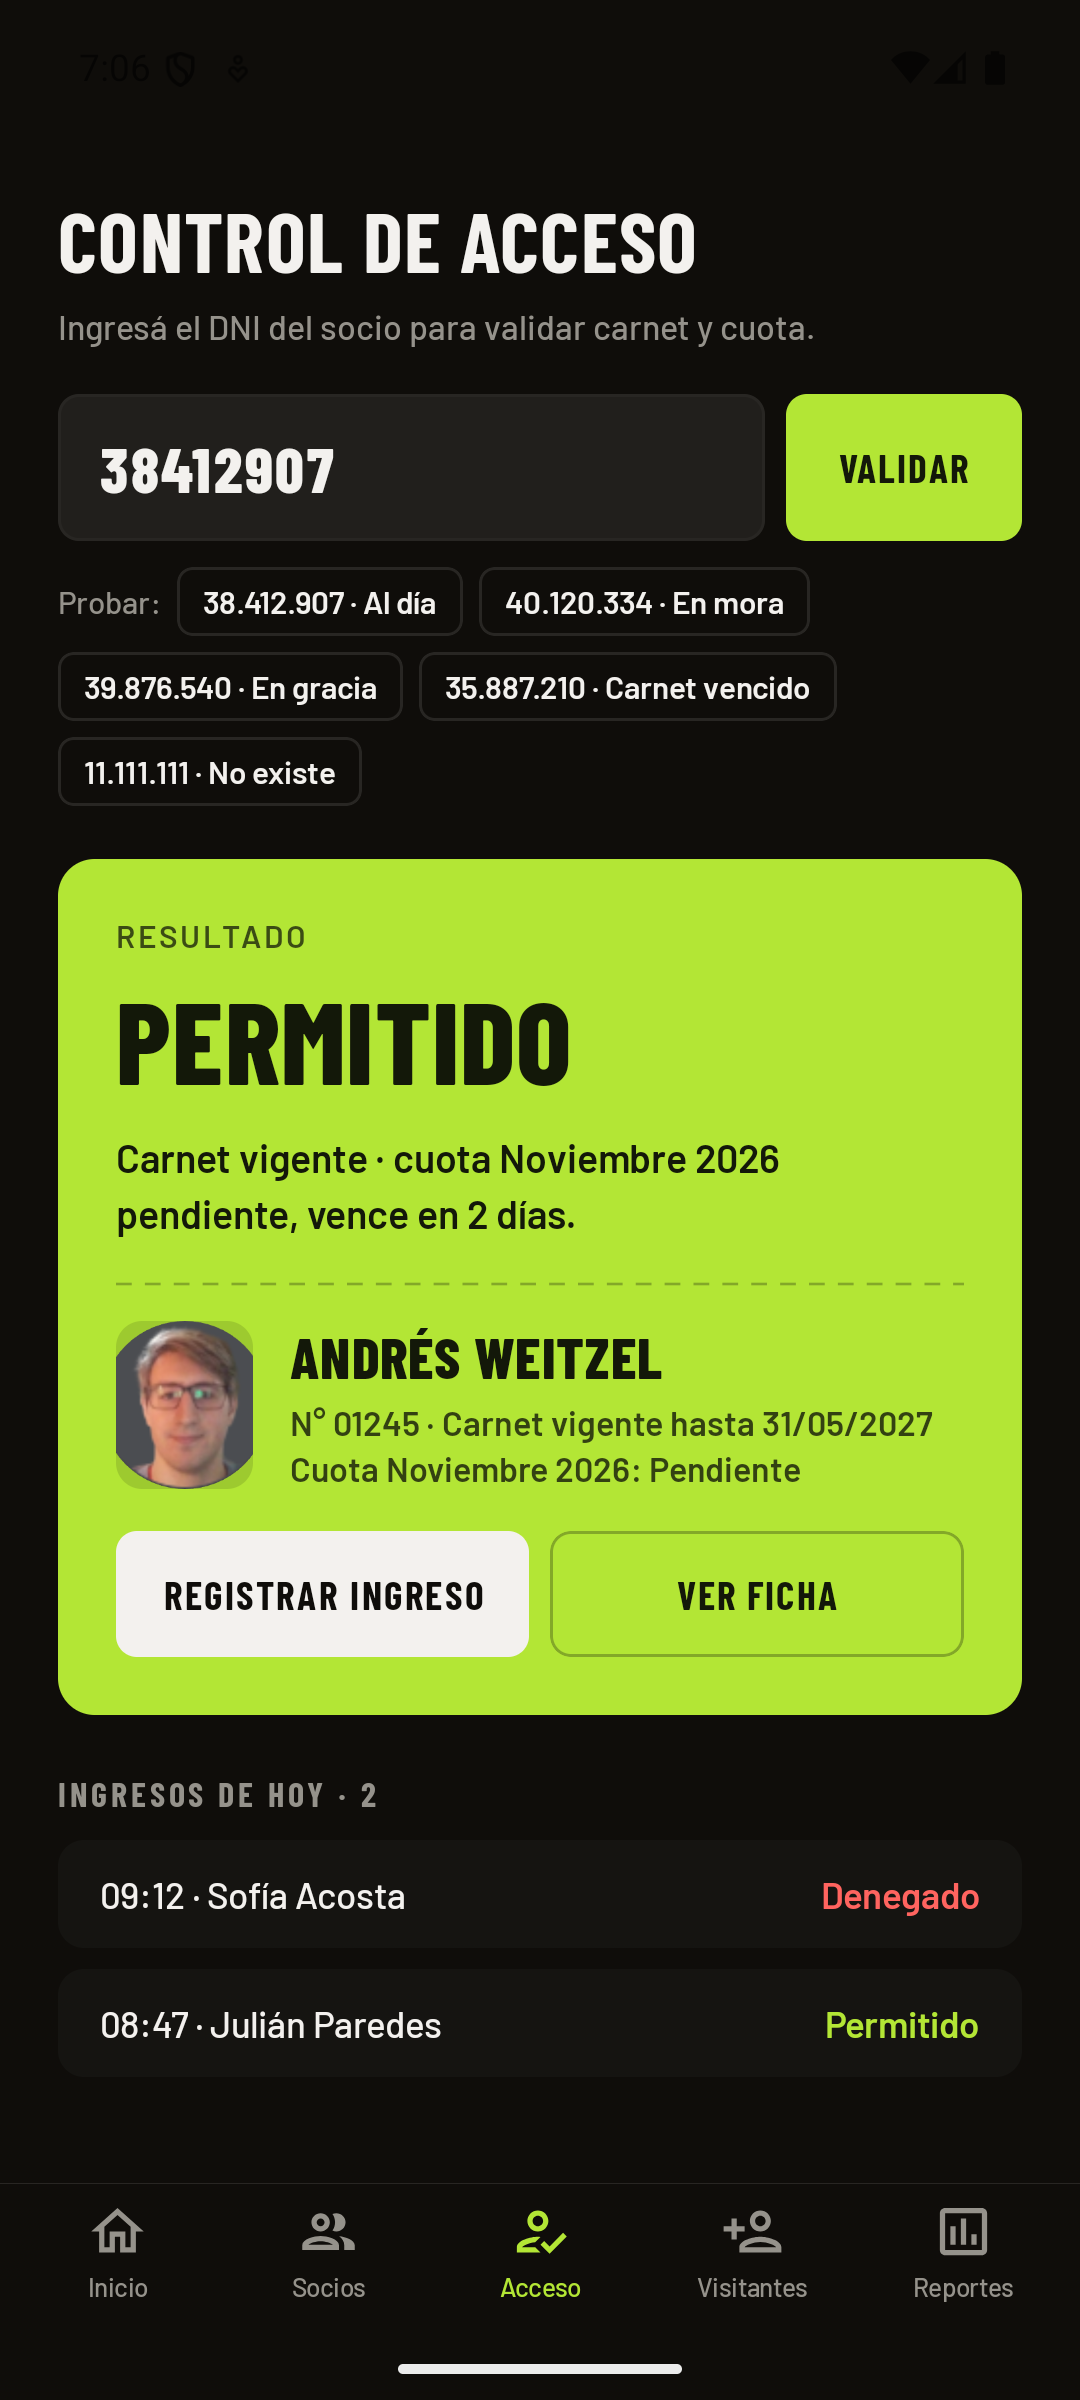 7:06
CONTROL DE ACCESO
Ingresá el DNI del socio para validar carnet y cuota.
38412907
VALIDAR
Probar:
38.412.907 · Al día
40.120.334 · En mora
39.876.540 · En gracia
35.887.210 · Carnet vencido
11.111.111 · No existe
RESULTADO
PERMITIDO
Carnet vigente · cuota Noviembre 2026
pendiente, vence en 2 días.
ANDRÉS WEITZEL
N° 01245 · Carnet vigente hasta 31/05/2027
Cuota Noviembre 2026: Pendiente
REGISTRAR INGRESO
VER FICHA
INGRESOS DE HOY · 2
09:12 · Sofía Acosta
Denegado
08:47 · Julián Paredes
Permitido
Inicio
Socios
Acceso
Visitantes
Reportes